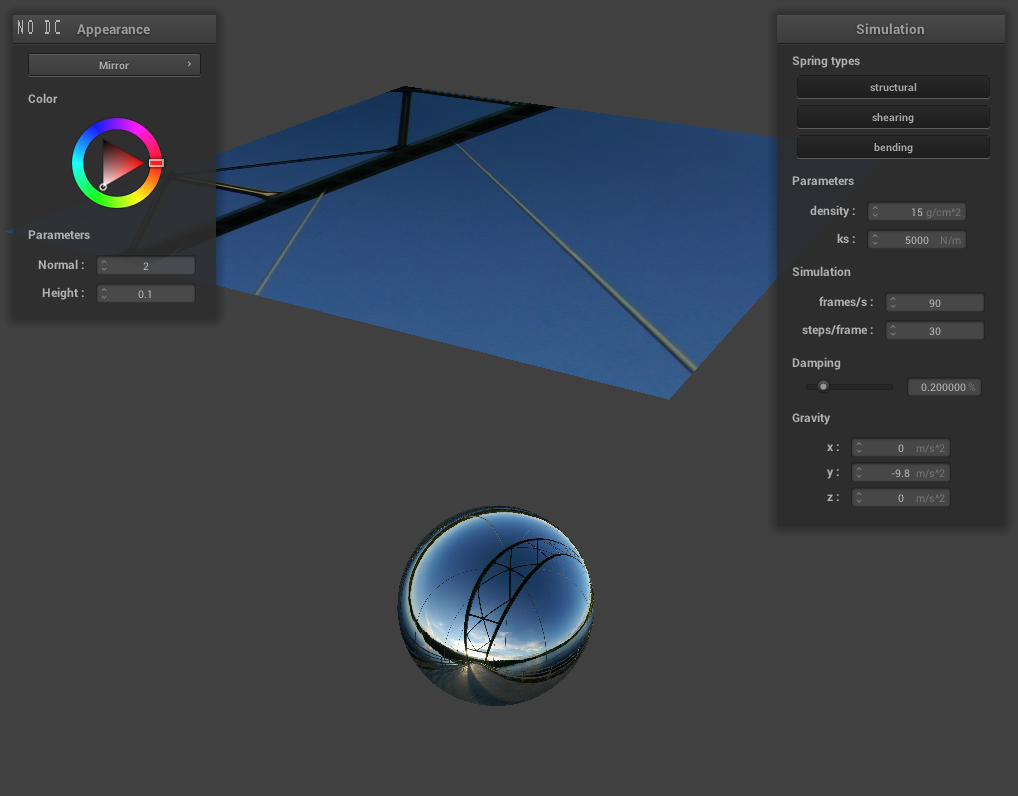 NO DC
Appearance
Mirror
Color
Parameters
Normal : 2
Height : 0.1
Simulation
Spring types
structural
shearing
bending
Parameters
density : 15 g/cm^2
ks : 5000 N/m
Simulation
frames/s : 90
steps/frame : 30
Damping
0.200000 %
Gravity
x : 0 m/s^2
y : -9.8 m/s^2
z : 0 m/s^2